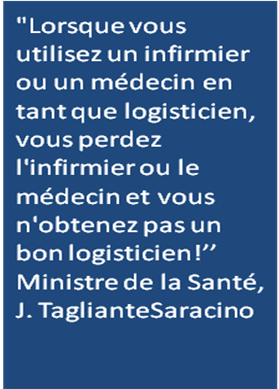 "Lorsque vous
utilisez un infirmier
ou un médecin en
tant que logisticien,
vous perdez
l'infirmier ou le
médecin et vous
n'obtenez pas un
bon logisticien!’’
Ministre de la Santé,
J. TaglianteSaracino